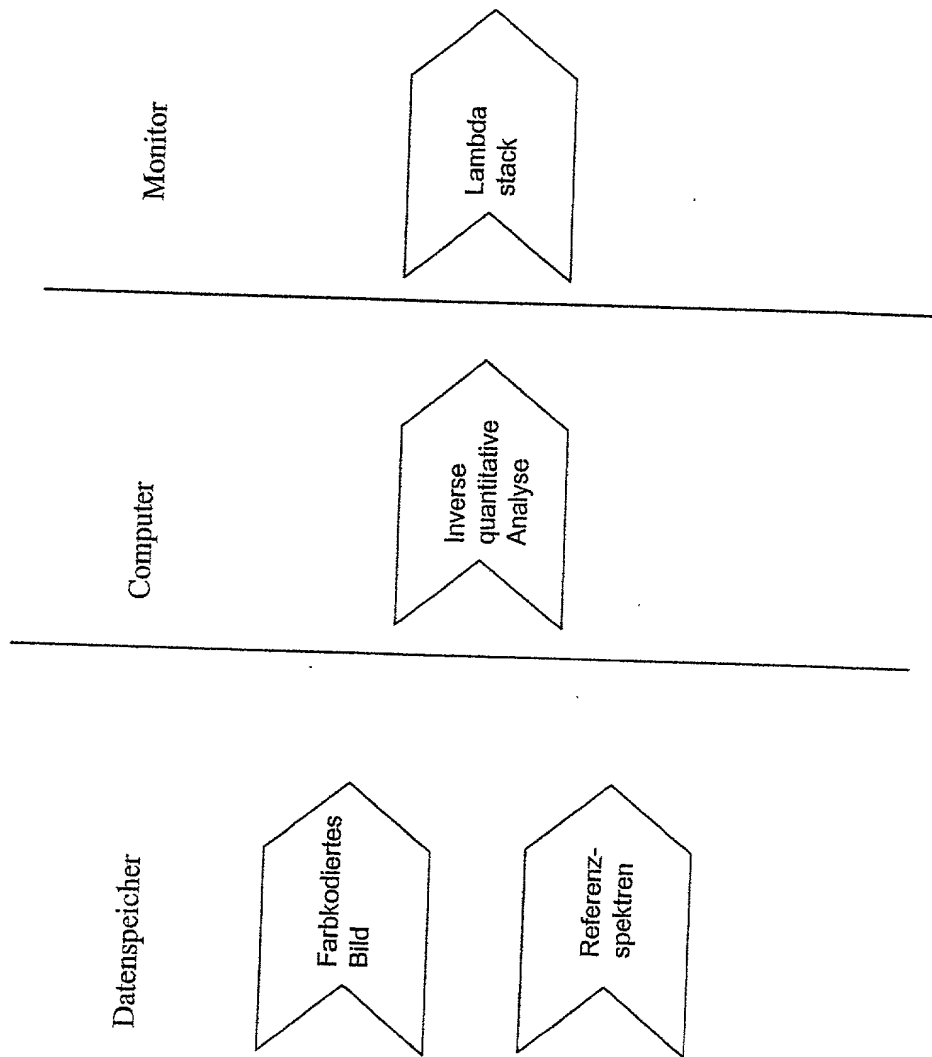 Datenspeicher
Farbkodiertes
Bild
Referenz-
spektren
Computer
Inverse
quantitative
Analyse
Monitor
Lambda
stack